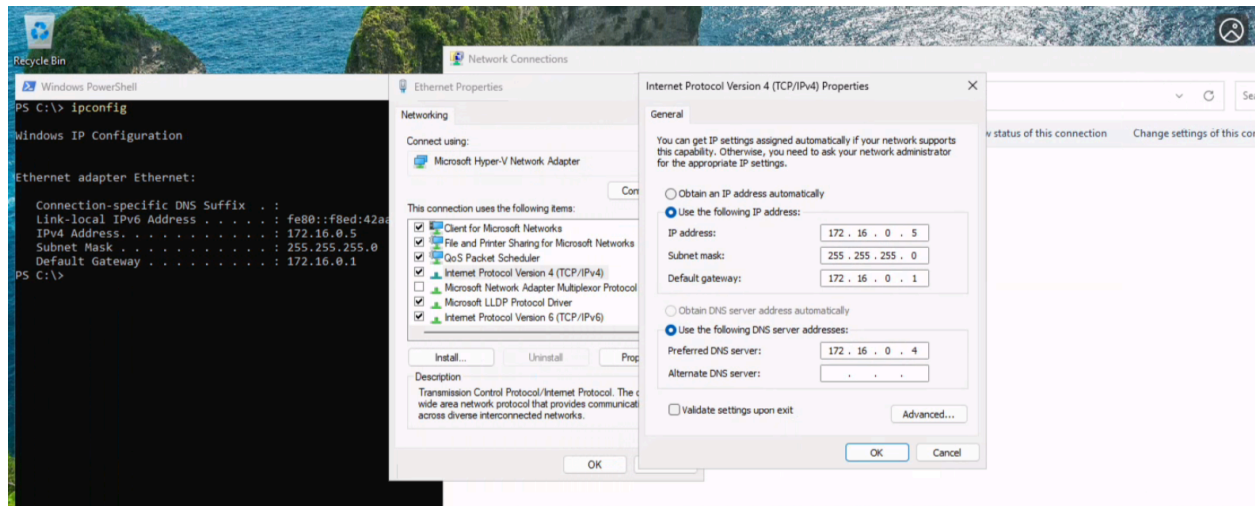 Recycle Bin
Network Connections
Windows PowerShell
PS C:\> ipconfig
Windows IP Configuration
Ethernet adapter Ethernet:
Connection-specific DNS Suffix . :
Link-local IPv6 Address . . . . . : fe80::f8ed:42aa
IPv4 Address. . . . . . . . . . . : 172.16.0.5
Subnet Mask . . . . . . . . . . . : 255.255.255.0
Default Gateway . . . . . . . . . : 172.16.0.1
PS C:\>
Ethernet Properties
Networking
Connect using:
Microsoft Hyper-V Network Adapter
This connection uses the following items:
Client for Microsoft Networks
File and Printer Sharing for Microsoft Networks
QoS Packet Scheduler
Internet Protocol Version 4 (TCP/IPv4)
Microsoft Network Adapter Multiplexor Protocol
Microsoft LLDP Protocol Driver
Internet Protocol Version 6 (TCP/IPv6)
Install...
Uninstall
Description
Transmission Control Protocol/Internet Protocol. The
wide area network protocol that provides
across diverse interconnected networks.
OK
Internet Protocol Version 4 (TCP/IPv4) Properties
General
You can get IP settings assigned automatically if your network supports
this capability. Otherwise, you need to ask your network administrator
for the appropriate IP settings.
Obtain an IP address automatically
Use the following IP address:
IP address: 172 . 16 . 0 . 5
Subnet mask: 255 . 255 . 255 . 0
Default gateway: 172 . 16 . 0 . 1
Obtain DNS server address automatically
Use the following DNS server addresses:
Preferred DNS server: 172 . 16 . 0 . 4
Alternate DNS server: . . .
Validate settings upon exit
Advanced...
OK
Cancel
status of this connection
Change settings of this